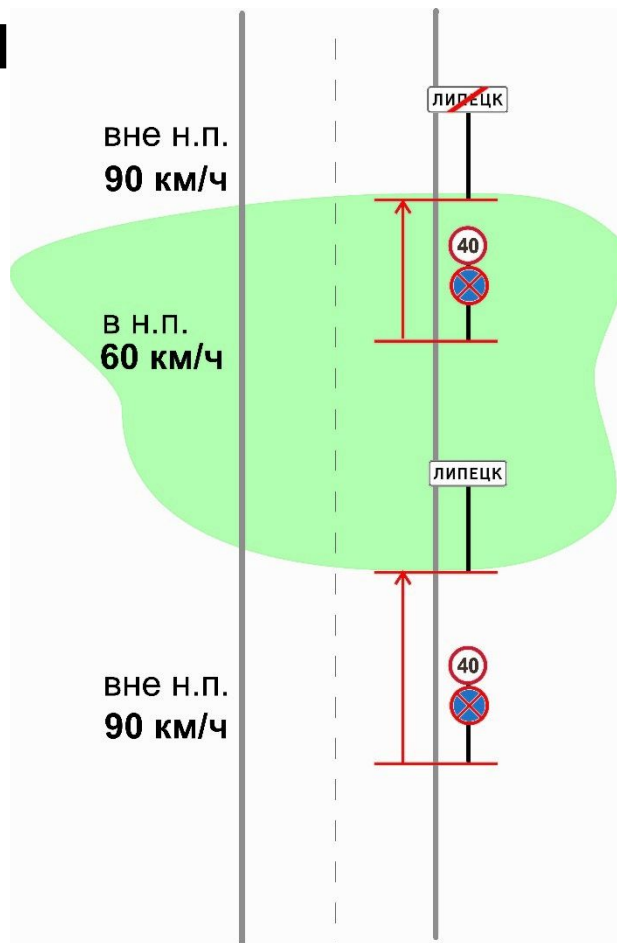 ЛИПЕЦК
вне н.п.
90 км/ч
40
в н.п.
60 км/ч
ЛИПЕЦК
40
вне н.п.
90 км/ч